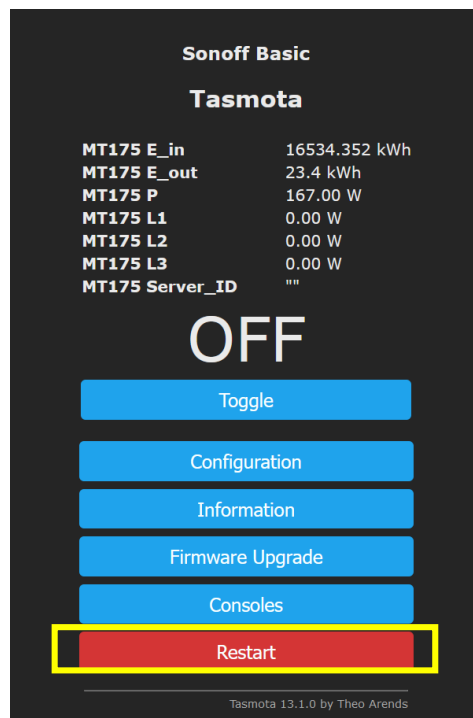 Sonoff Basic
Tasmota
MT175 E_in 16534.352 kWh
MT175 E_out 23.4 kWh
MT175 P 167.00 W
MT175 L1 0.00 W
MT175 L2 0.00 W
MT175 L3 0.00 W
MT175 Server_ID ""
OFF
Toggle
Configuration
Information
Firmware Upgrade
Consoles
Restart
Tasmota 13.1.0 by Theo Arends